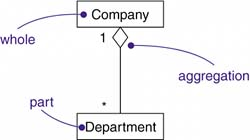 Company
whole
1
aggregation
part
*
Department